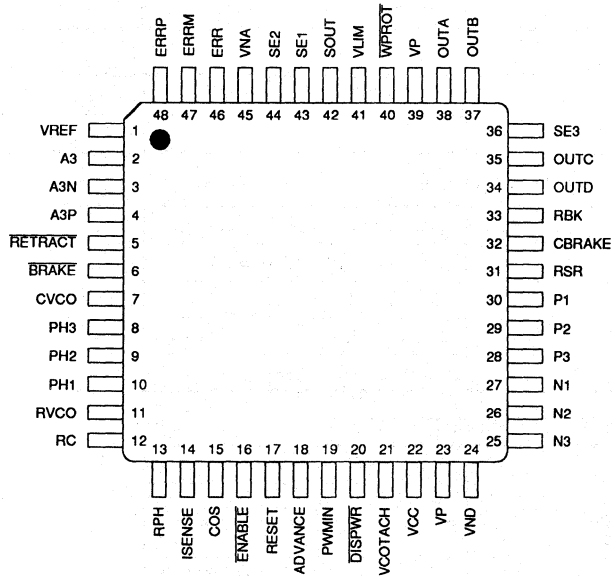 ERRP ERRM ERR VNA SE2 SE1 SOUT VLIM WPROT VP OUTA OUTB
48 47 46 45 44 43 42 41 40 39 38 37
VREF 1
A3 2
A3N 3
A3P 4
RETRACT 5
BRAKE 6
CVCO 7
PH3 8
PH2 9
PH1 10
RVCO 11
RC 12
36 SE3
35 OUTC
34 OUTD
33 RBK
32 CBRAKE
31 RSR
30 P1
29 P2
28 P3
27 N1
26 N2
25 N3
13 14 15 16 17 18 19 20 21 22 23 24
RPH ISENSE COS ENABLE RESET ADVANCE PWMIN DISPWR VCOTACH VCC VP VND